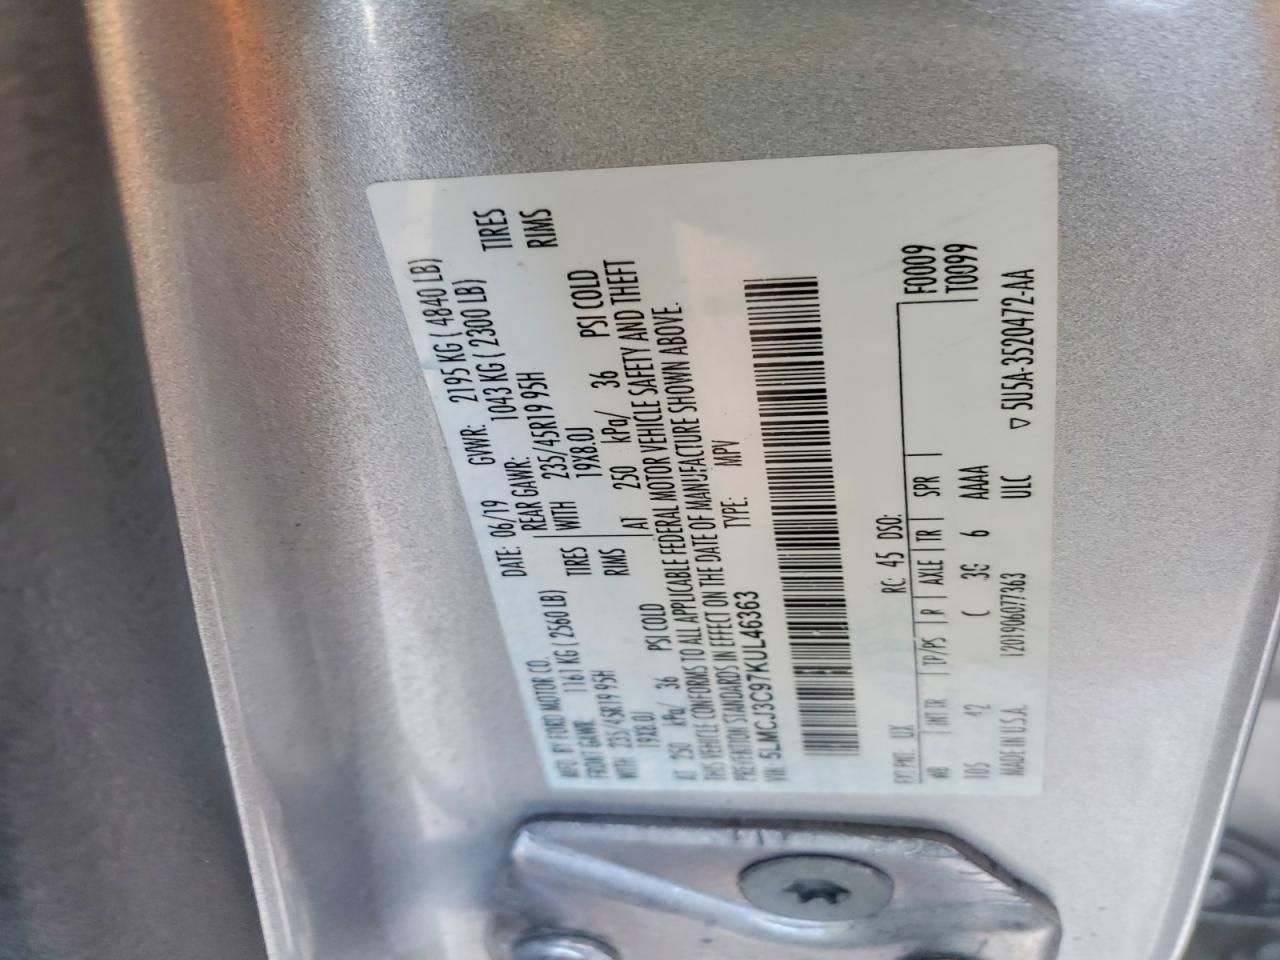 MFD. BY FORD MOTOR CO. DATE: 06/19 GVWR: 2195 KG ( 4840 LB)
FRONT GAWR: 1161 KG ( 2560 LB) REAR GAWR: 1043 KG ( 2300 LB)
WITH 235/45R19 95H TIRES WITH 235/45R19 95H TIRES
19X8.0J RIMS 19X8.0J RIMS
AT 250 kPa/ 36 PSI COLD AT 250 kPa/ 36 PSI COLD
THIS VEHICLE CONFORMS TO ALL APPLICABLE FEDERAL MOTOR VEHICLE SAFETY AND THEFT
PREVENTION STANDARDS IN EFFECT ON THE DATE OF MANUFACTURE SHOWN ABOVE.
VIN: 5LMCJ3C97KUL46363 TYPE: MPV
EXT PNT: UX RC: 45 DSO: F0009
WB INT TR TP/PS R AXLE TR SPR T0099
105 42 C 3G 6 AAAA
MADE IN U.S.A. 1201906077363 ULC 5U5A-3520472-AA